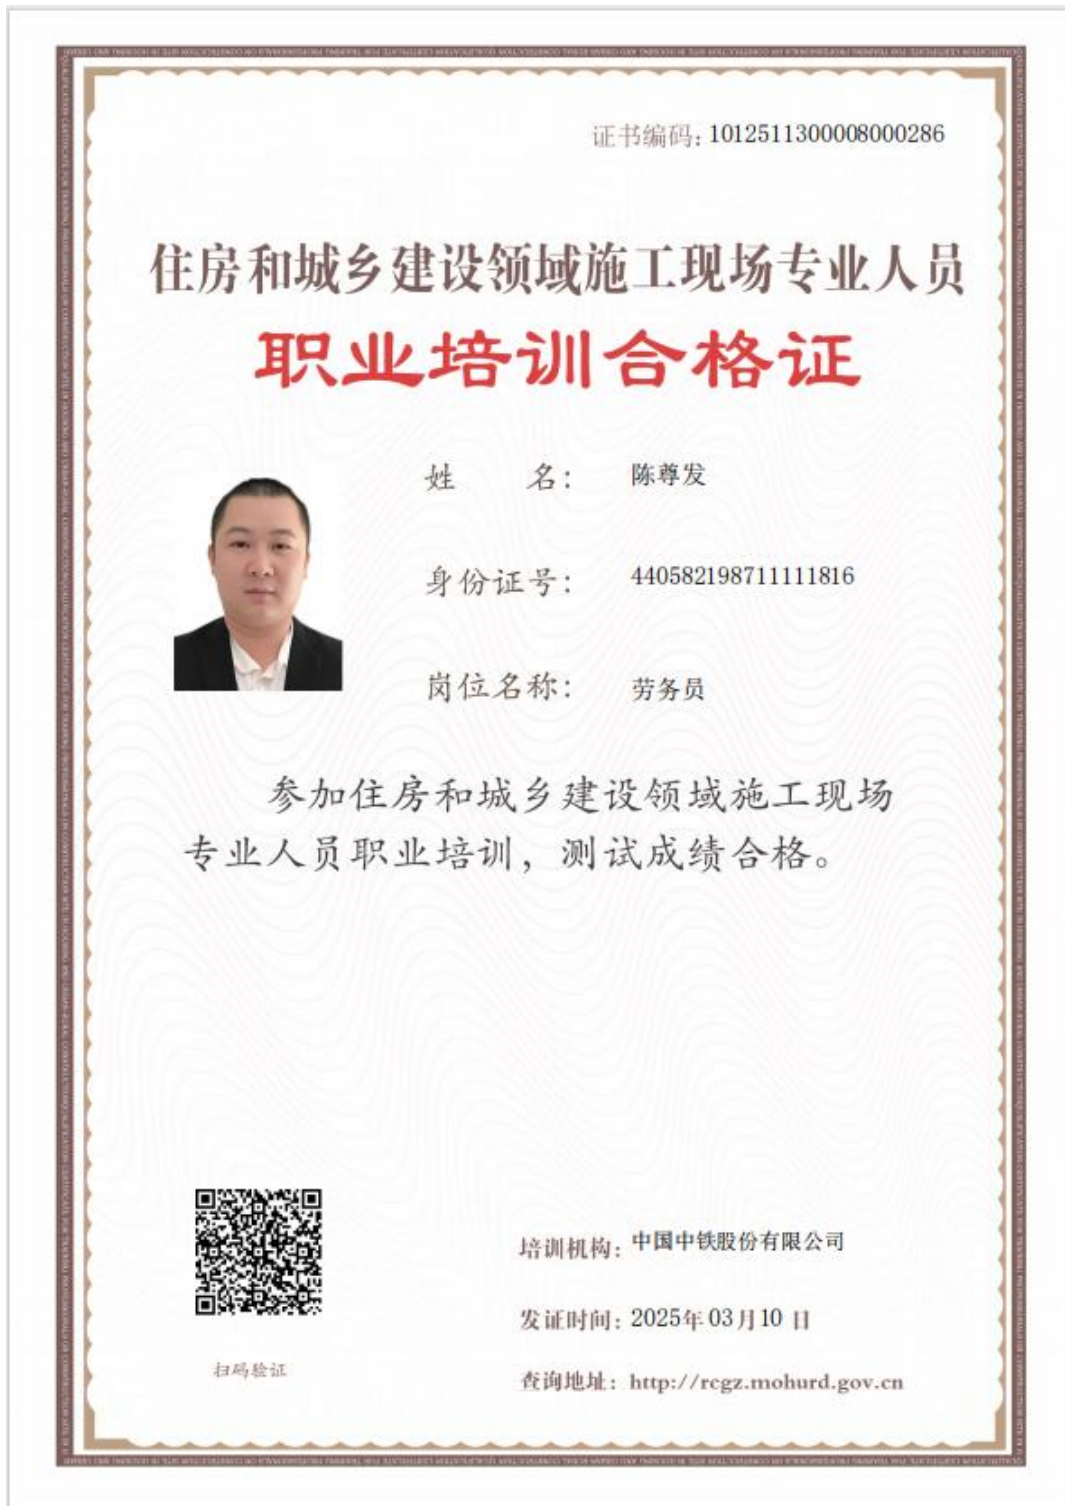 证书编码: 1012511300008000286
住房和城乡建设领域施工现场专业人员
职业培训合格证
姓 名: 陈尊发
身份证号: 440582198711111816
岗位名称: 劳务员
参加住房和城乡建设领域施工现场
专业人员职业培训，测试成绩合格。
培训机构: 中国中铁股份有限公司
发证时间: 2025年03月10日
扫码验证
查询地址: http://rcgz.mohurd.gov.cn